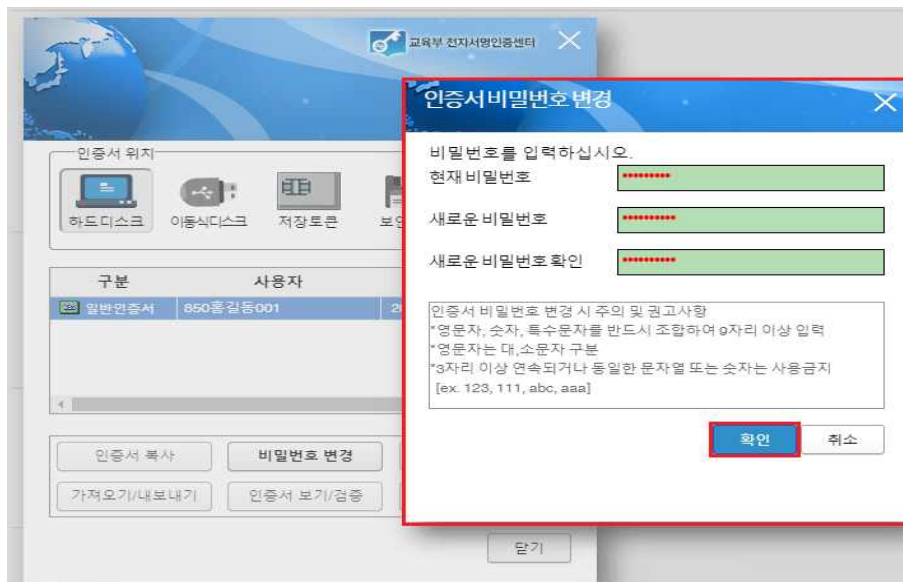 교육부 전자서명인증센터
인증서 위치
하드디스크 이동식디스크 저장토큰
구분 사용자
일반인증서 850홍길동001
인증서 복사 비밀번호 변경
가져오기/내보내기 인증서 보기/검증
닫기
인증서 비밀번호 변경
비밀번호를 입력하십시오.
현재 비밀번호
새로운 비밀번호
새로운 비밀번호 확인
인증서 비밀번호 변경 시 주의 및 권고사항
*영문자, 숫자, 특수문자를 반드시 조합하여 9자리 이상 입력
*영문자는 대,소문자 구분
*3자리 이상 연속되거나 동일한 문자열 또는 숫자는 사용금지
[ex. 123, 111, abc, aaa]
확인 취소